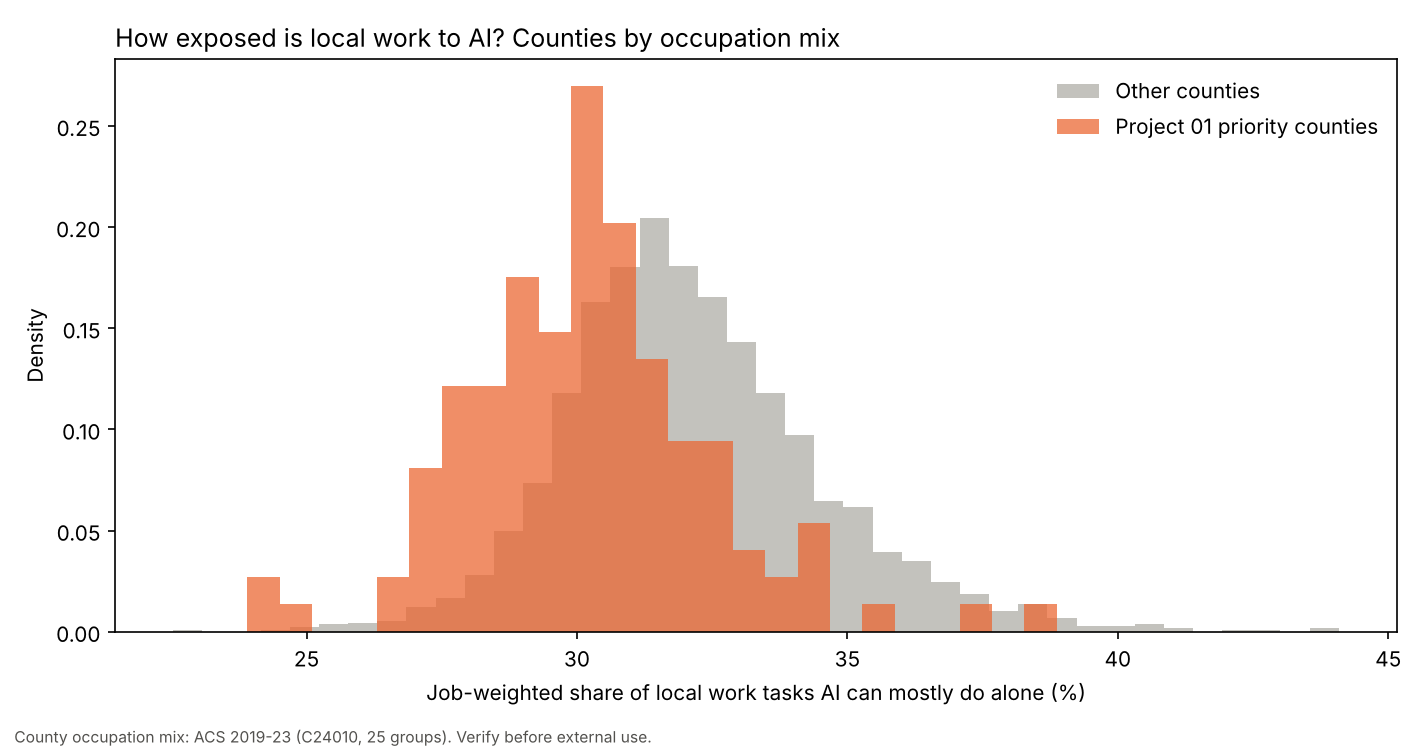 How exposed is local work to AI? Counties by occupation mix
Other counties
Project 01 priority counties
Density
0.25
0.20
0.15
0.10
0.05
0.00
25
30
35
40
45
Job-weighted share of local work tasks AI can mostly do alone (%)
County occupation mix: ACS 2019-23 (C24010, 25 groups). Verify before external use.